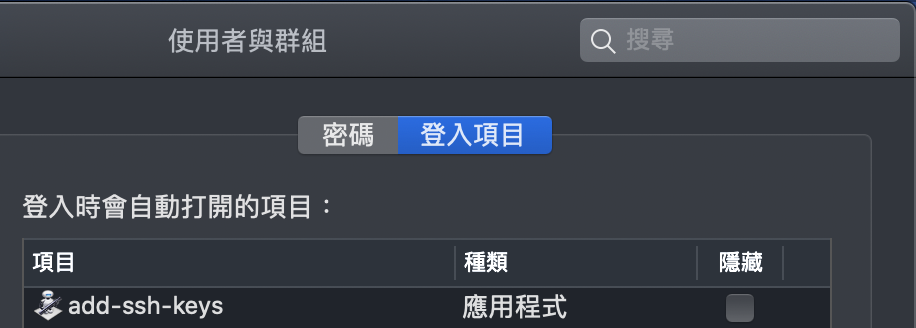 使用者與群組
搜尋
密碼 登入項目
登入時會自動打開的項目：
項目 種類 隱藏
add-ssh-keys 應用程式